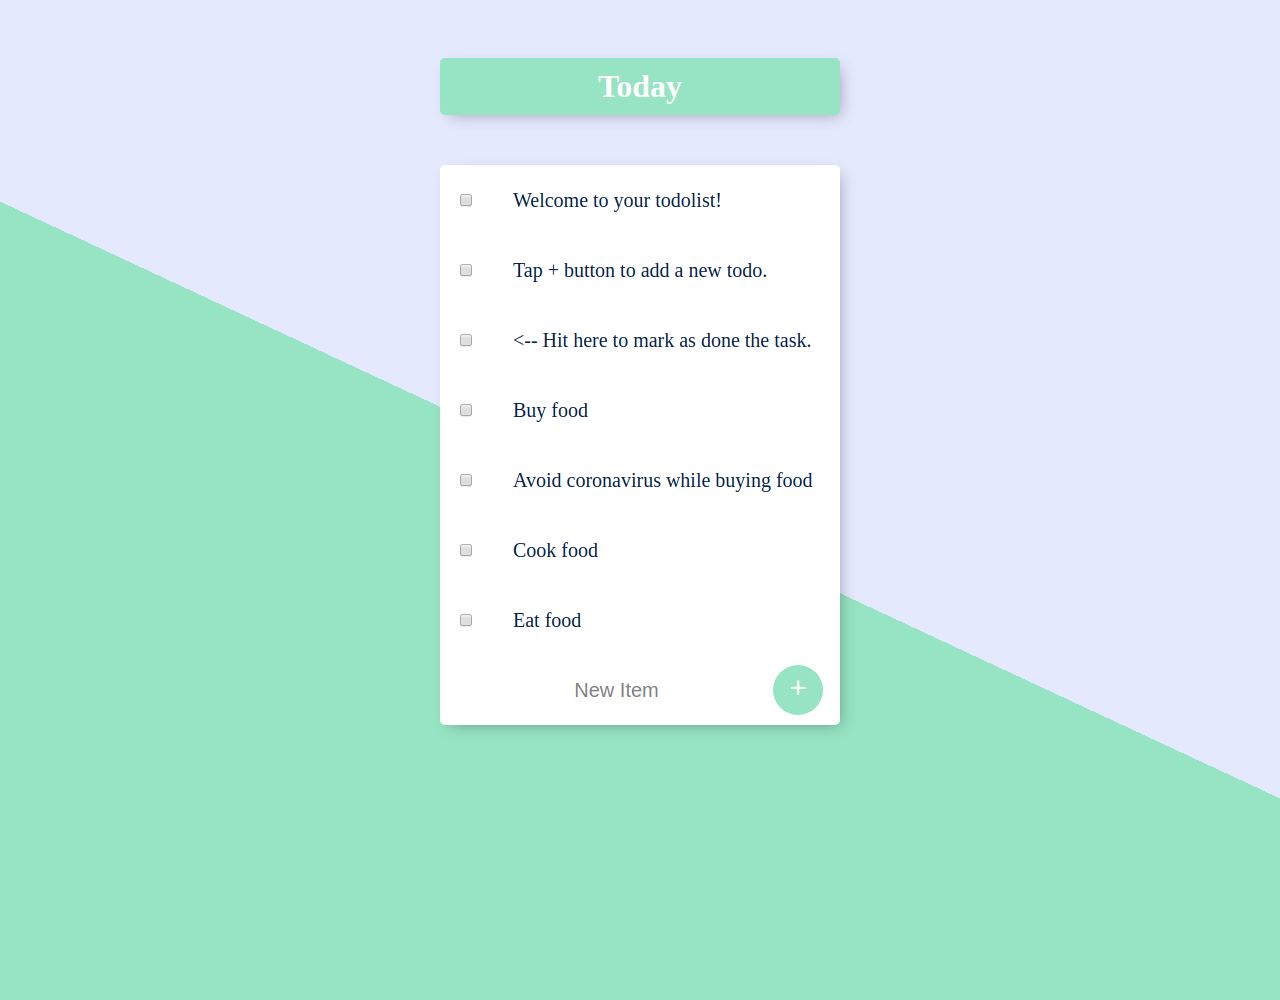 Today
Welcome to your todolist!
Tap + button to add a new todo.
<-- Hit here to mark as done the task.
Buy food
Avoid coronavirus while buying food
Cook food
Eat food
New Item +